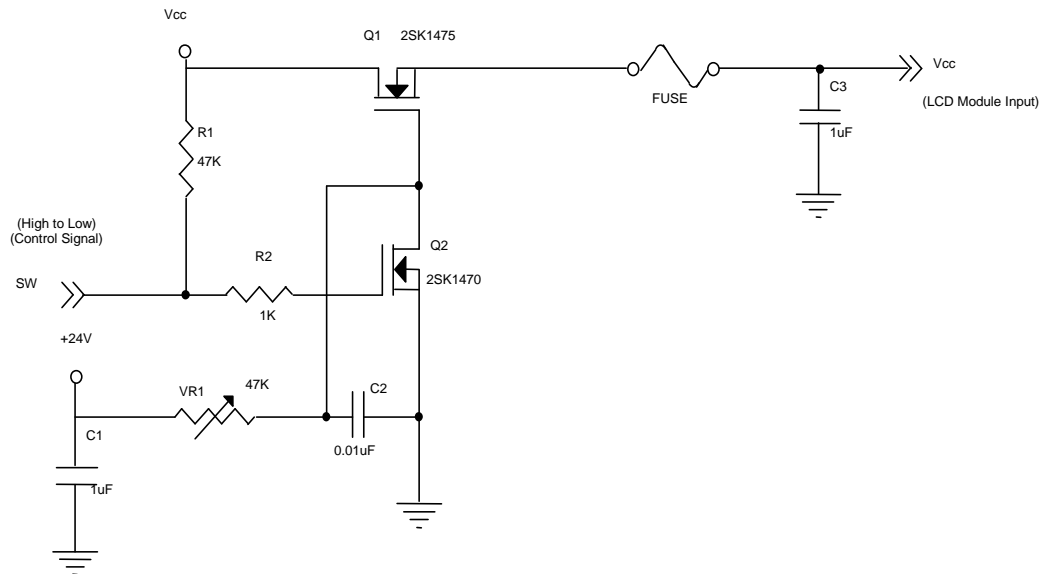 Vcc
Q1 2SK1475
Vcc
FUSE
C3
(LCD Module Input)
R1
1uF
47K
(High to Low)
(Control Signal)
Q2
R2
SW
2SK1470
1K
+24V
VR1
47K
C2
C1
0.01uF
1uF